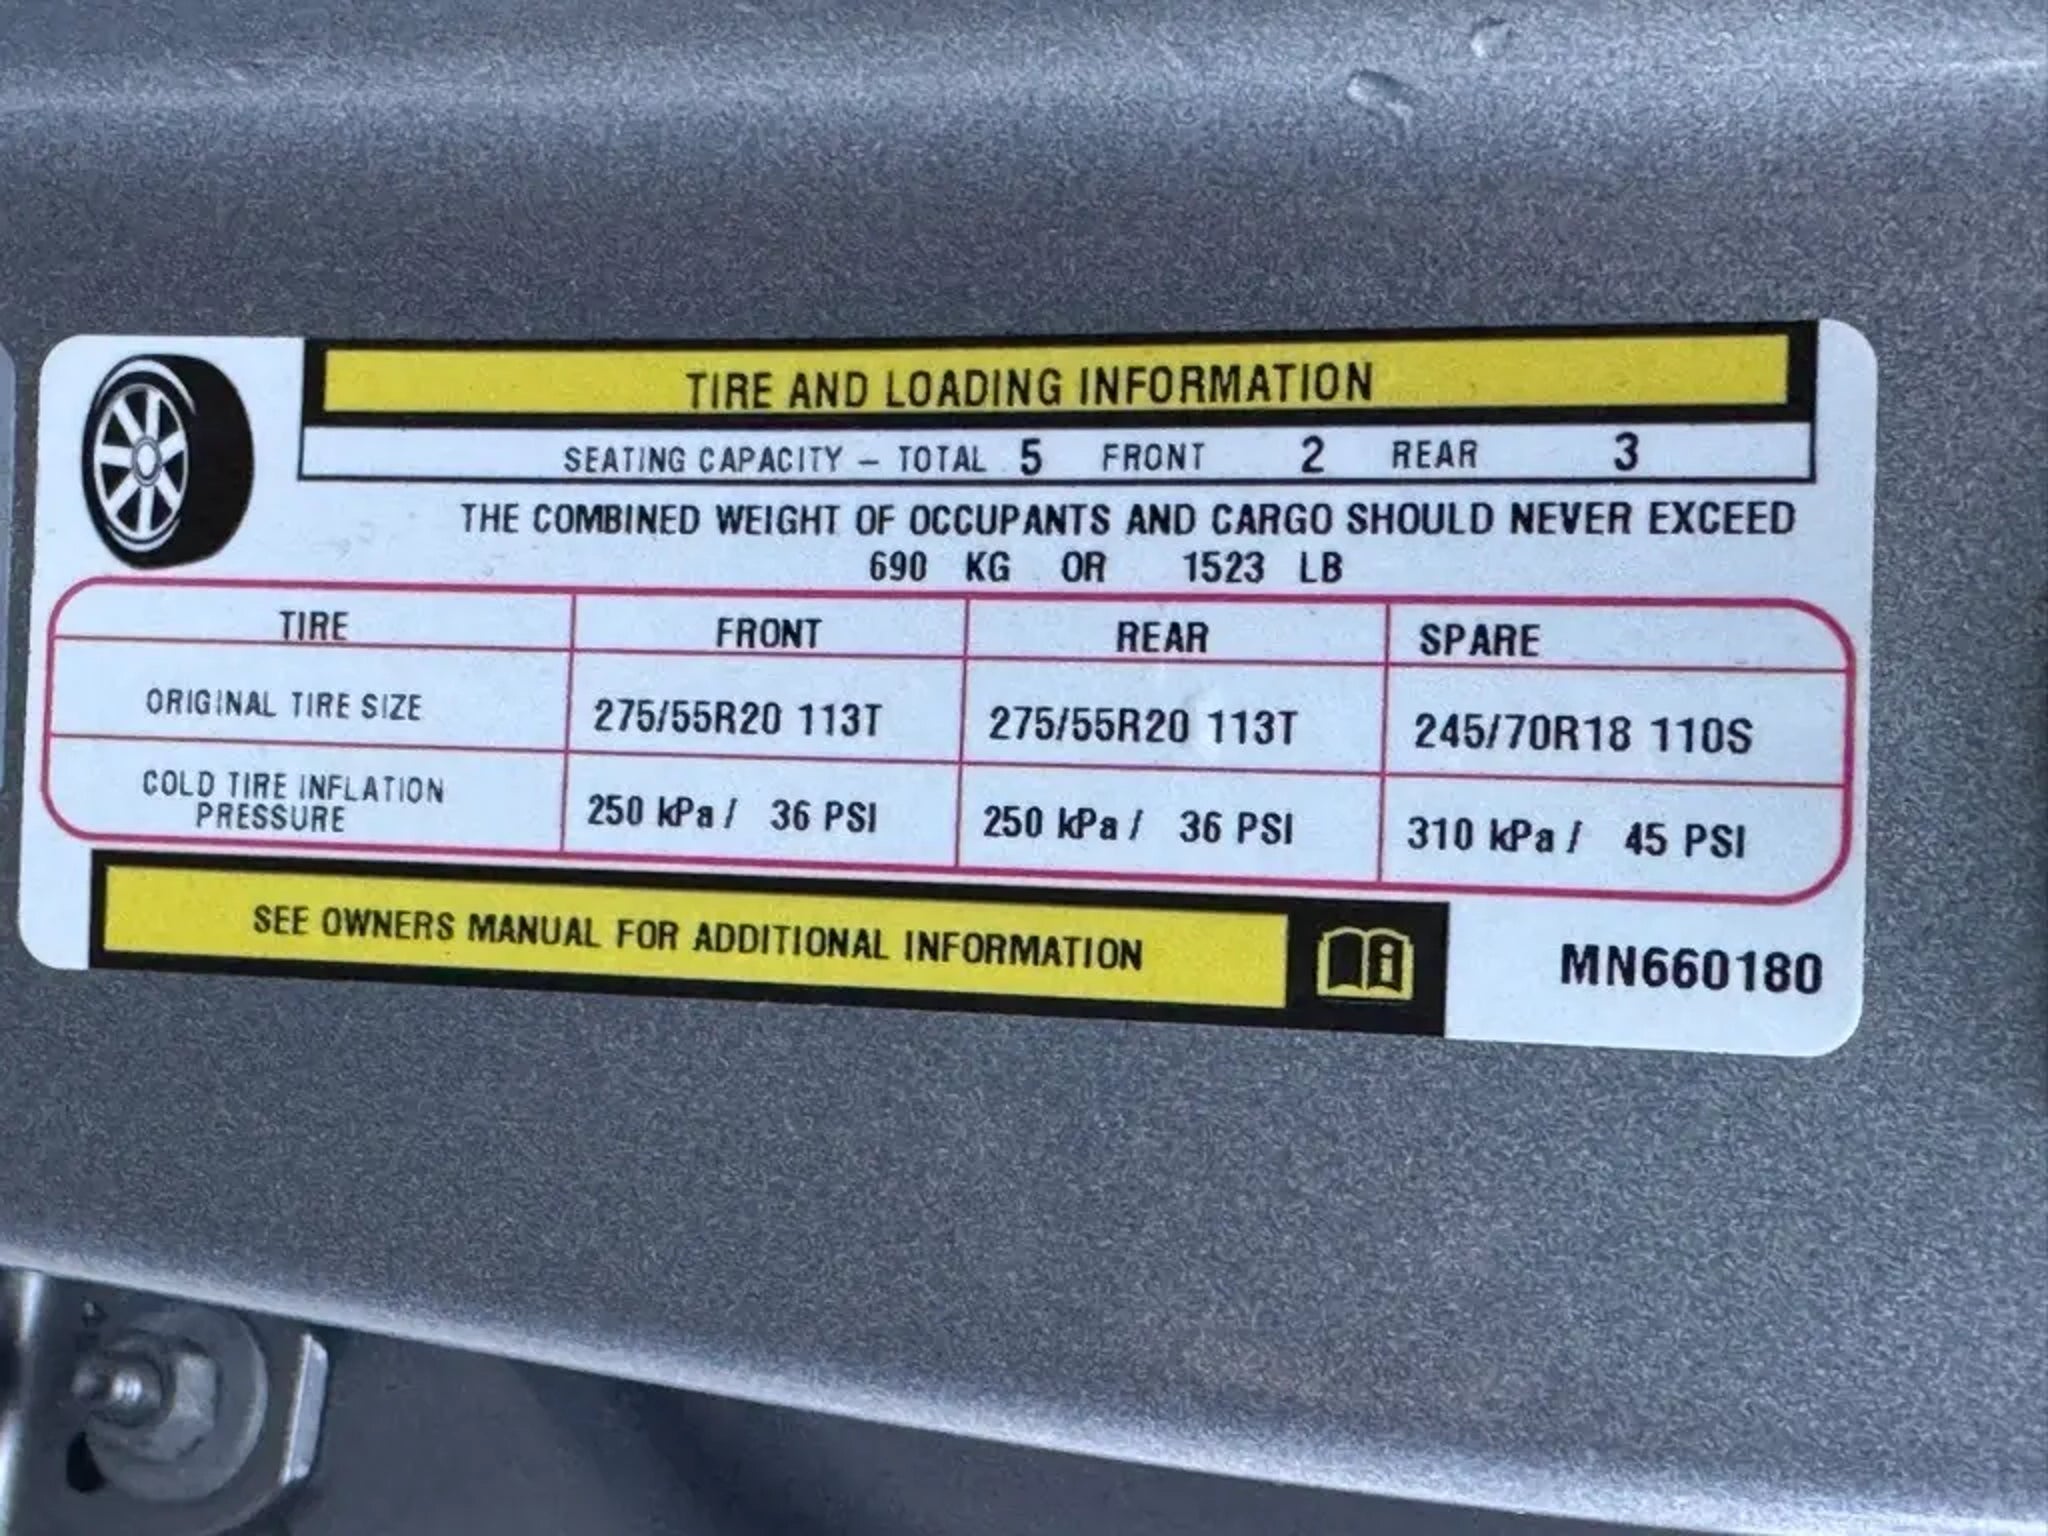 TIRE AND LOADING INFORMATION
SEATING CAPACITY – TOTAL 5 FRONT 2 REAR 3
THE COMBINED WEIGHT OF OCCUPANTS AND CARGO SHOULD NEVER EXCEED
690 KG OR 1523 LB
TIRE FRONT REAR SPARE
ORIGINAL TIRE SIZE 275/55R20 113T 275/55R20 113T 245/70R18 110S
COLD TIRE INFLATION
PRESSURE 250 kPa / 36 PSI 250 kPa / 36 PSI 310 kPa / 45 PSI
SEE OWNERS MANUAL FOR ADDITIONAL INFORMATION
MN660180